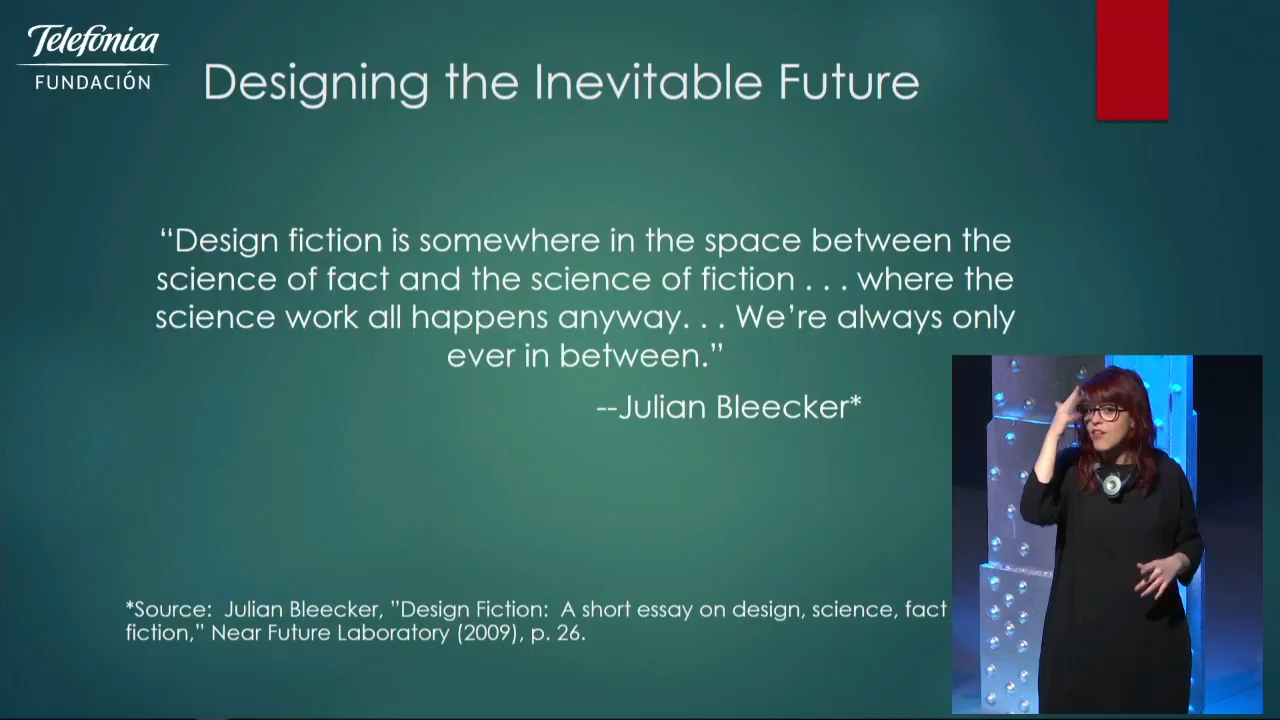 Telefónica
FUNDACIÓN
Designing the Inevitable Future
“Design fiction is somewhere in the space between the
science of fact and the science of fiction . . . where the
science work all happens anyway. . . We’re always only
ever in between.”
--Julian Bleecker*
*Source:  Julian Bleecker, ”Design Fiction:  A short essay on design, science, fact
fiction,” Near Future Laboratory (2009), p. 26.